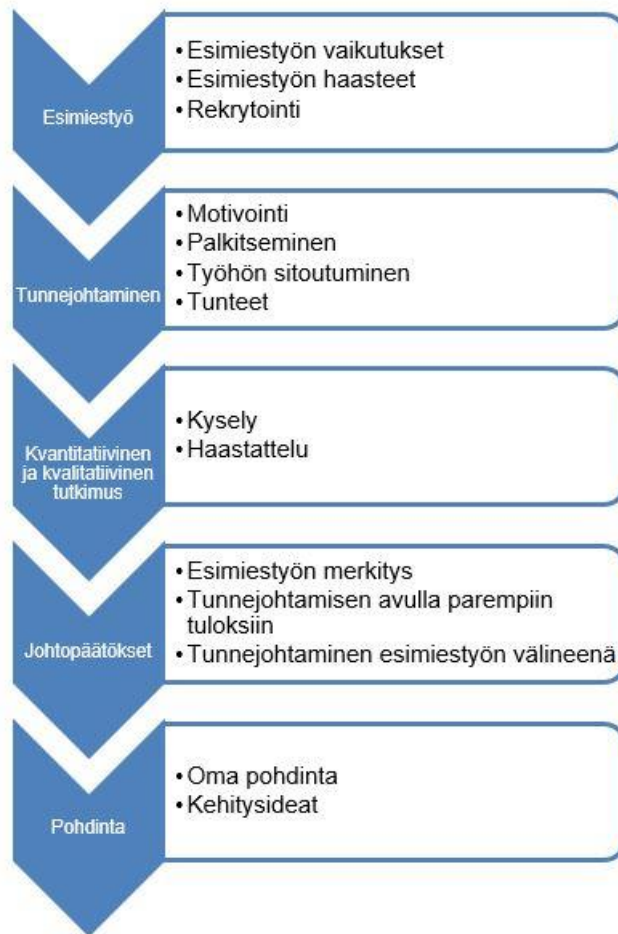 Esimiestyö
• Esimiestyön vaikutukset
• Esimiestyön haasteet
• Rekrytointi
Tunnejohtaminen
• Motivointi
• Palkitseminen
• Työhön sitoutuminen
• Tunteet
Kvantitatiivinen
ja kvalitatiivinen
tutkimus
• Kysely
• Haastattelu
Johtopäätökset
• Esimiestyön merkitys
• Tunnejohtamisen avulla parempiin
tuloksiin
• Tunnejohtaminen esimiestyön välineenä
Pohdinta
• Oma pohdinta
• Kehitysideat